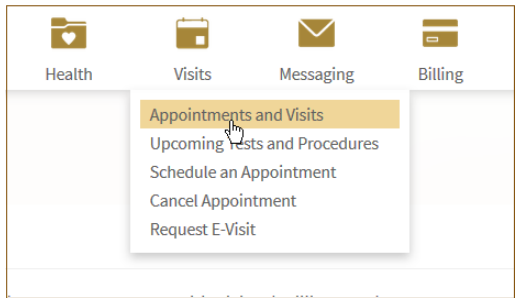 Health Visits Messaging Billing
Appointments and Visits
Upcoming Tests and Procedures
Schedule an Appointment
Cancel Appointment
Request E-Visit